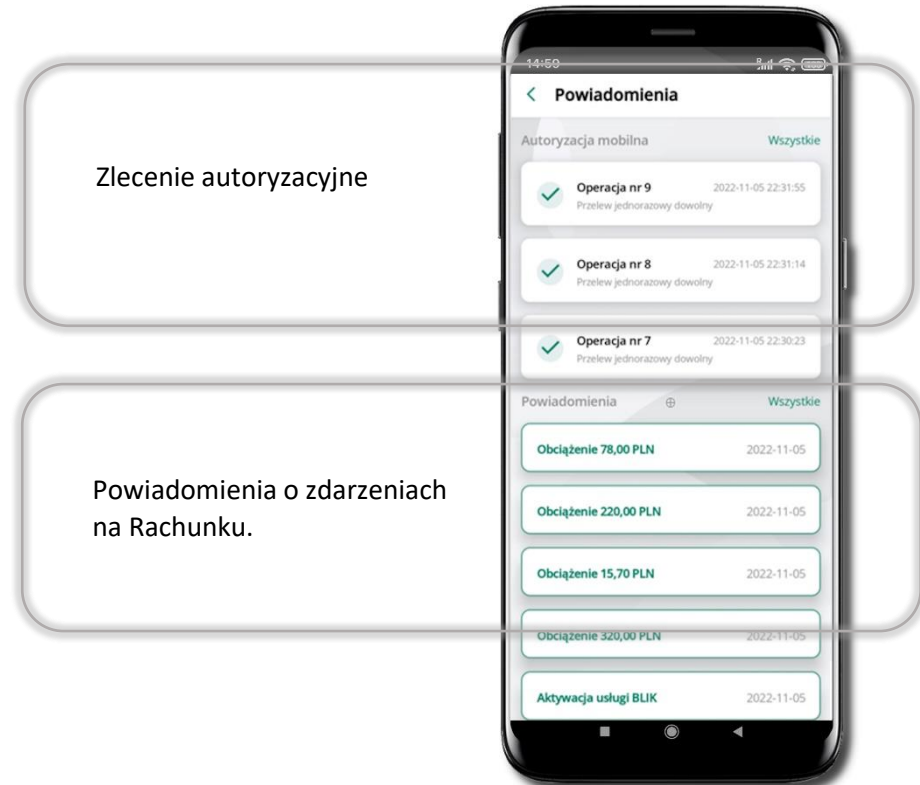 14:59
Powiadomienia
Autoryzacja mobilna Wszystkie
Zlecenie autoryzacyjne
Operacja nr 9 2022-11-05 22:31:55
Przelew jednorazowy dowolny
Operacja nr 8 2022-11-05 22:31:14
Przelew jednorazowy dowolny
Operacja nr 7 2022-11-05 22:30:23
Przelew jednorazowy dowolny
Powiadomienia Wszystkie
Powiadomienia o zdarzeniach
na Rachunku.
Obciążenie 78,00 PLN 2022-11-05
Obciążenie 220,00 PLN 2022-11-05
Obciążenie 15,70 PLN 2022-11-05
Obciążenie 320,00 PLN 2022-11-05
Aktywacja usługi BLIK 2022-11-05